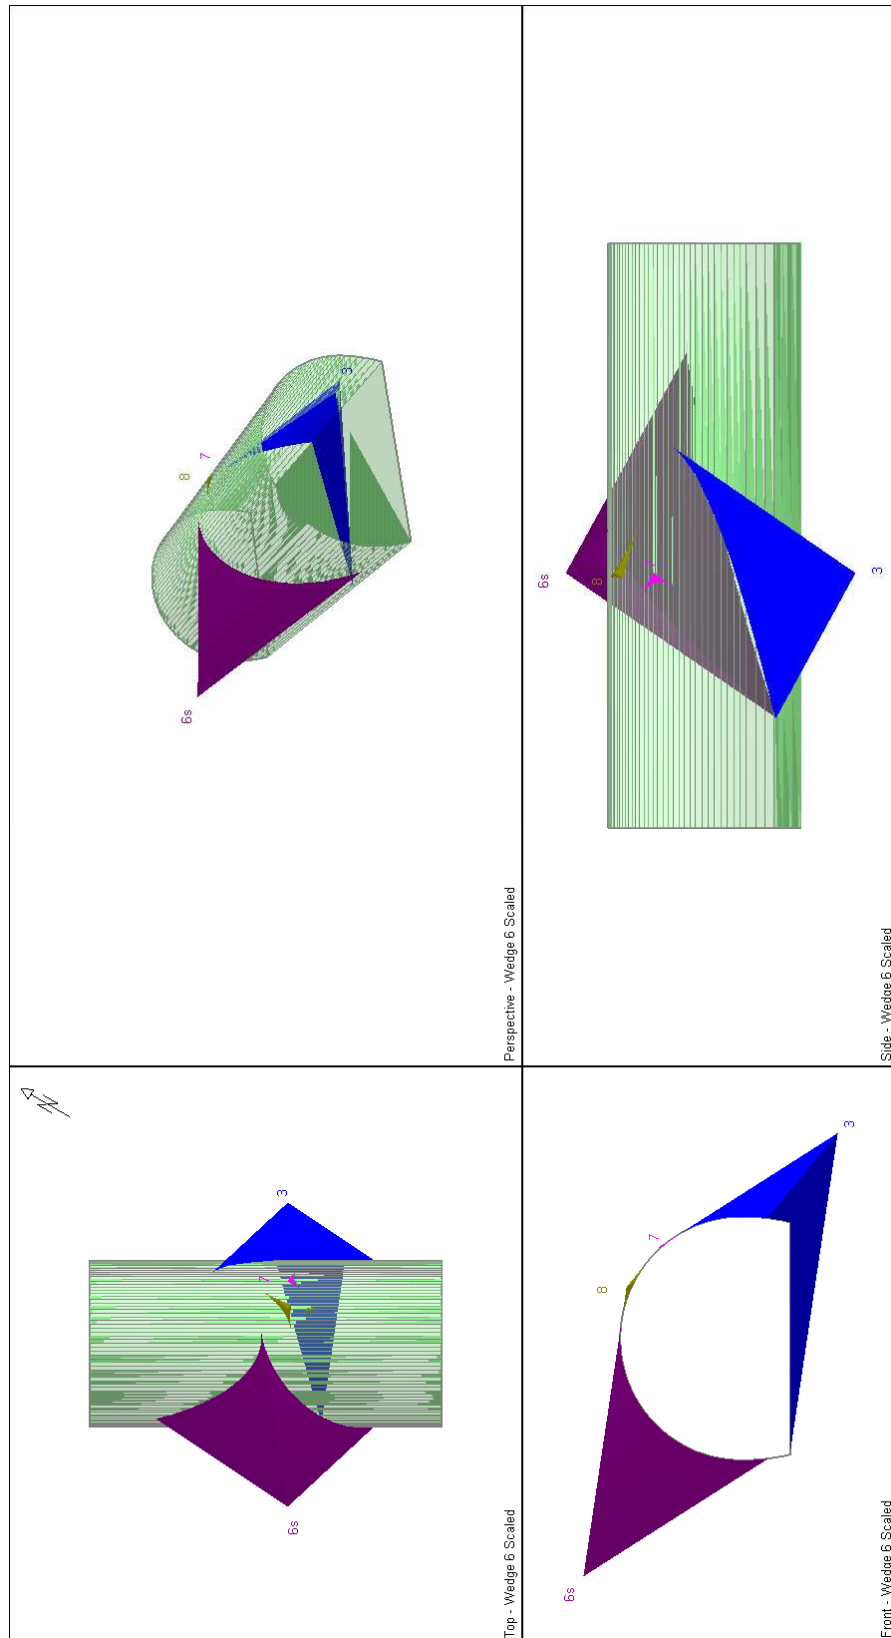 N
7
3
6s
Top - Wedge 6 Scaled
8
7
3
6s
Perspective - Wedge 6 Scaled
8
7
3
6s
Front - Wedge 6 Scaled
6s
8
3
Side - Wedge 6 Scaled